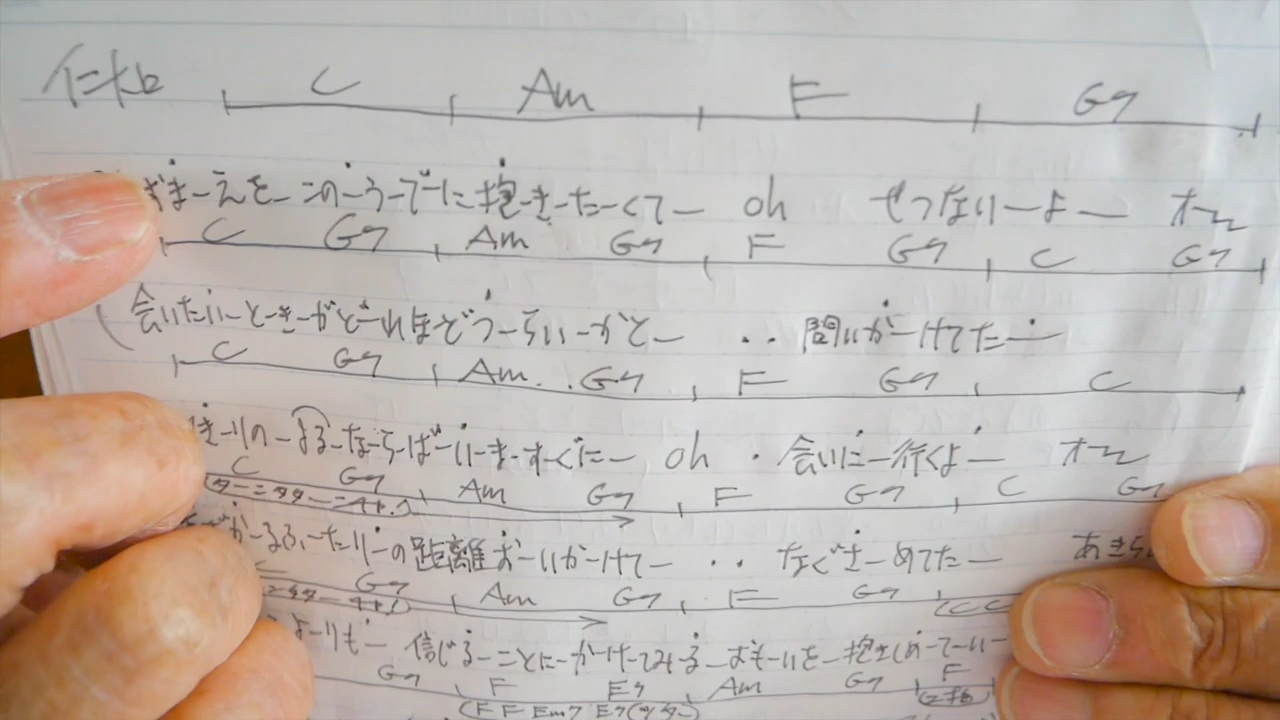 C Am F G7
おまーえをーこのーうーでーに抱ーきーたーくてー oh せつないーよー オー
C G7 Am G7 F G7 C G7
会いたいーとーきーがどーれほーどつーらいーかとー ‥ 問いかーけてたー
C G7 Am G7 F G7 C
りのーよるーならーばーいーまーすーぐにー oh ・会いにー行くよー オー
C G7 Am G7 F G7 C G7
かーるふーたりーの距離おーいかーけてー ‥ なぐさーめてたー あきら
G7 Am G7 F G7 (CC
よーりもー 信じるーことにーかけーてみーるーおもーいをー抱きしめーてーいー
G7 F E7 Am G7 F
(F F Em7 E7